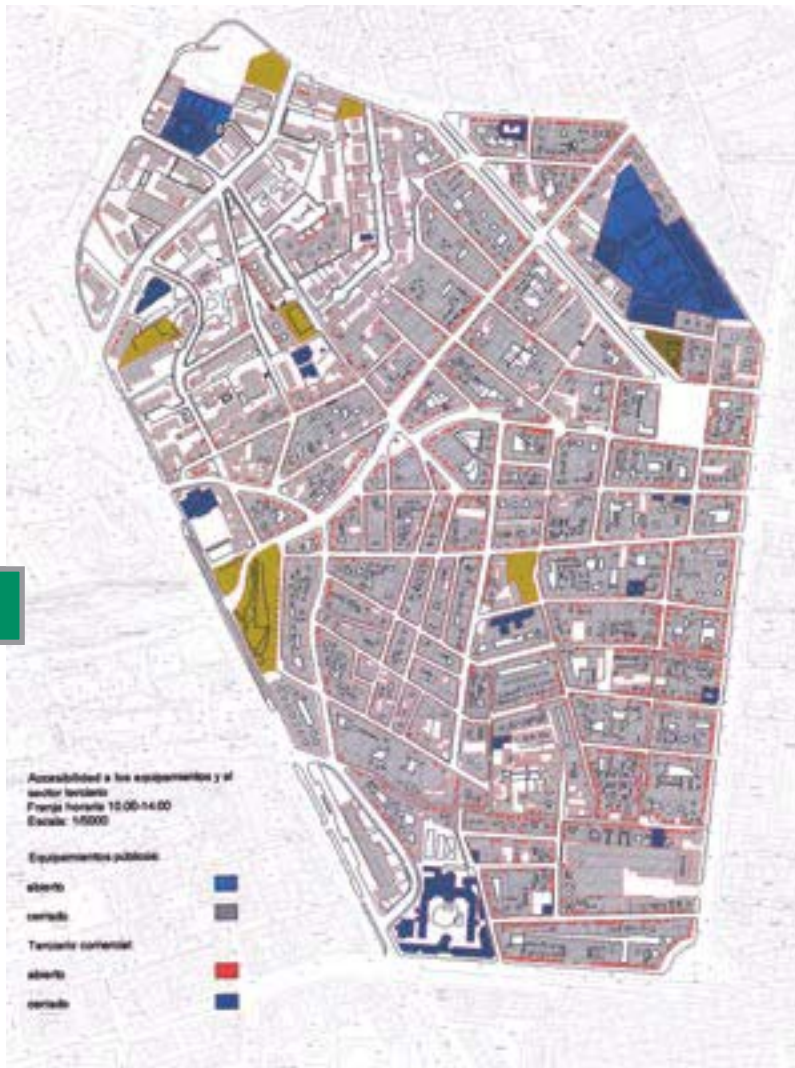 Accesibilidad a los equipamientos y al
sector terciario
Franja horaria 10.00-14.00
Escala: 1/5000
Equipamientos públicos:
abierto
cerrado
Terciario comercial:
abierto
cerrado